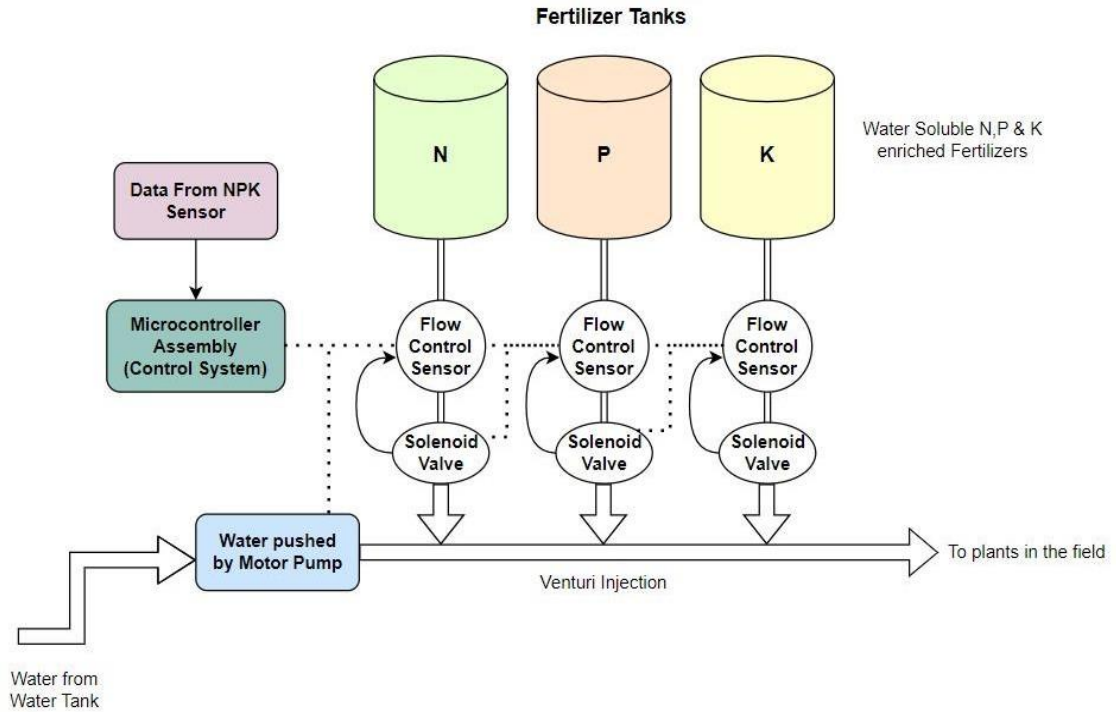 Fertilizer Tanks
N
P
K
Water Soluble N,P & K
enriched Fertilizers
Data From NPK
Sensor
Microcontroller
Assembly
(Control System)
Flow
Control
Sensor
Flow
Control
Sensor
Flow
Control
Sensor
Solenoid
Valve
Solenoid
Valve
Solenoid
Valve
Water pushed
by Motor Pump
To plants in the field
Venturi Injection
Water from
Water Tank